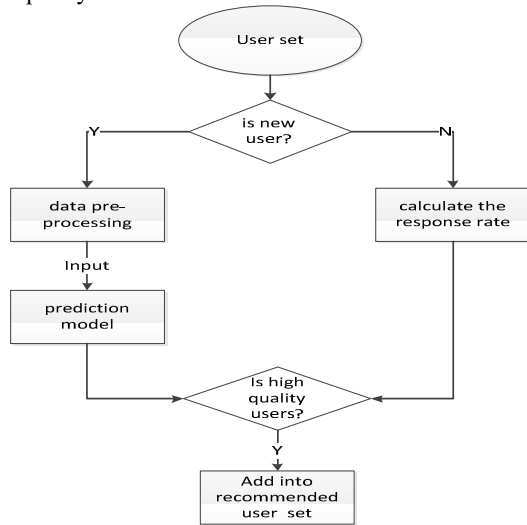 User set
is new
user?
Y
N
data pre-
processing
calculate the
response rate
Input
prediction
model
Is high
quality
users?
Y
Add into
recommended
user set